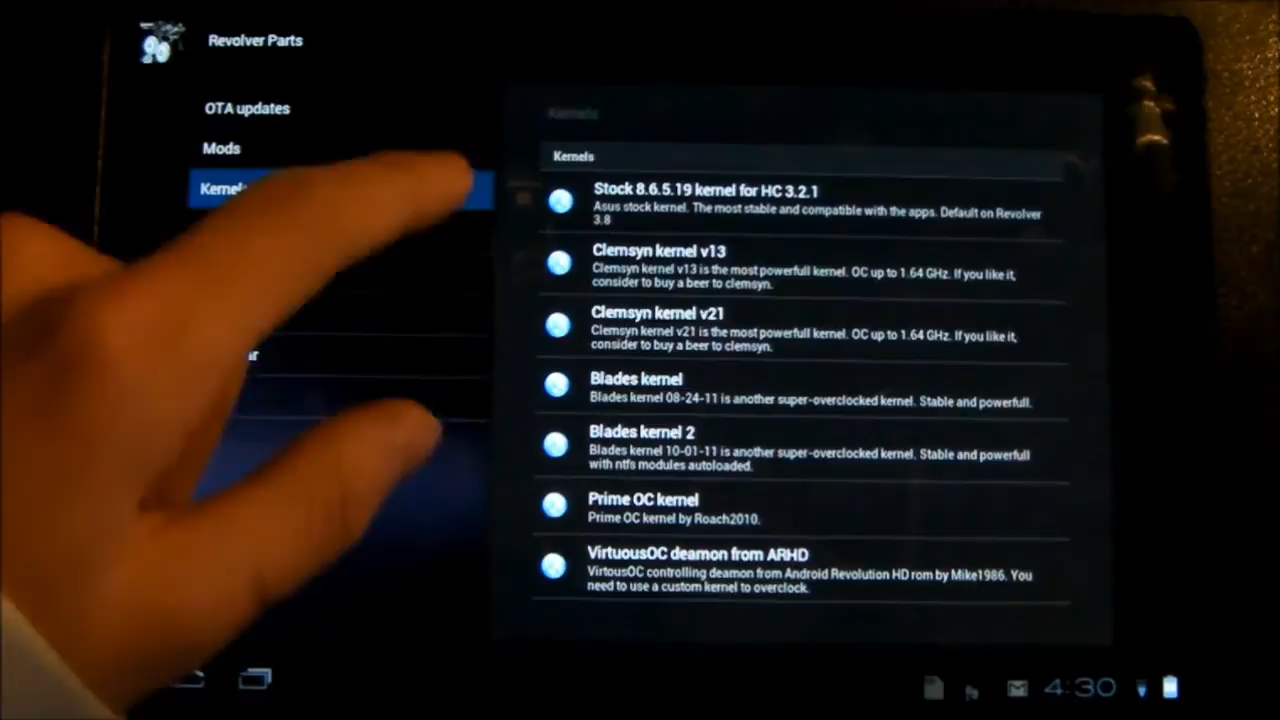 Revolver Parts
OTA updates
Mods
Kernels
Kernels
Kernels
Stock 8.6.5.19 kernel for HC 3.2.1
Asus stock kernel. The most stable and compatible with the apps. Default on Revolver
3.8
Clemsyn kernel v13
Clemsyn kernel v13 is the most powerfull kernel. OC up to 1.64 GHz. If you like it,
consider to buy a beer to clemsyn.
Clemsyn kernel v21
Clemsyn kernel v21 is the most powerfull kernel. OC up to 1.64 GHz. If you like it,
consider to buy a beer to clemsyn.
Blades kernel
Blades kernel 08-24-11 is another super-overclocked kernel. Stable and powerfull.
Blades kernel 2
Blades kernel 10-01-11 is another super-overclocked kernel. Stable and powerfull
with ntfs modules autoloaded.
Prime OC kernel
Prime OC kernel by Roach2010.
VirtuousOC deamon from ARHD
VirtousOC controlling deamon from Android Revolution HD rom by Mike1986. You
need to use a custom kernel to overclock.
4:30